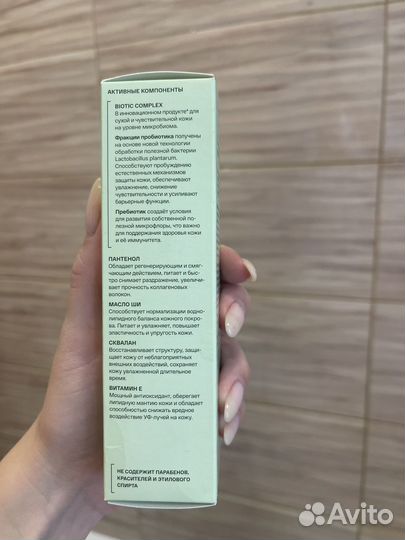 АКТИВНЫЕ КОМПОНЕНТЫ
BIOTIC COMPLEX
В инновационном продукте* для
сухой и чувствительной кожи
на уровне микробиома.
Фракции пробиотика получены
на основе новой технологии
обработки полезной бактерии
Lactobacillus plantarum.
Способствуют пробуждению
естественных механизмов
защиты кожи, обеспечивают
увлажнение, снижение
чувствительности и усиливают
барьерные функции.
Пребиотик создаёт условия
для развития собственной по-
лезной микрофлоры, что важно
для поддержания здоровья кожи
и её иммунитета.
ПАНТЕНОЛ
Обладает регенерирующим и смяг-
чающим действием, питает и быс-
тро снимает раздражение, увеличи-
вает прочность коллагеновых
волокон.
МАСЛО ШИ
Способствует нормализации водно-
липидного баланса кожного покро-
ва. Питает и увлажняет, повышает
эластичность и упругость кожи.
СКВАЛАН
Восстанавливает структуру, защи-
щает кожу от неблагоприятных
внешних воздействий, сохраняет
кожу увлажненной длительное
время.
ВИТАМИН Е
Мощный антиоксидант, оберегает
липидную мантию кожи и обладает
способностью снижать вредное
воздействие УФ-лучей на кожу.
НЕ СОДЕРЖИТ ПАРАБЕНОВ,
КРАСИТЕЛЕЙ И ЭТИЛОВОГО
СПИРТА
Avito